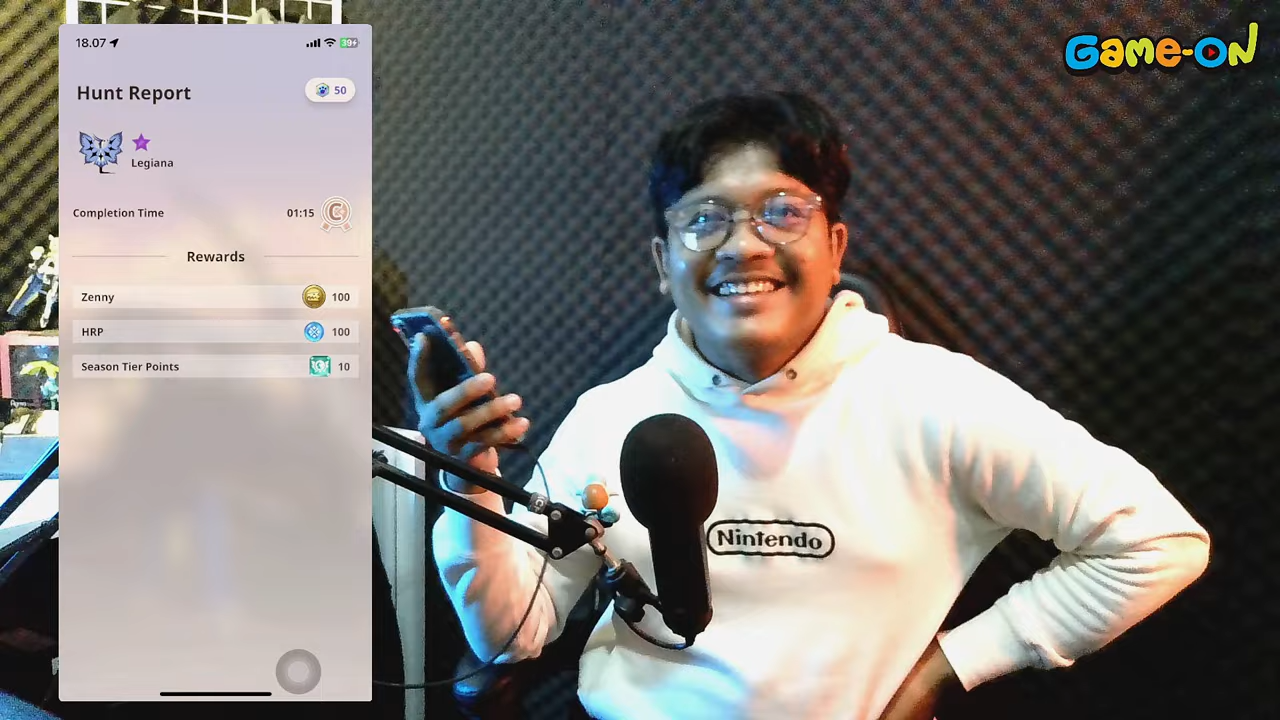 18.07
39
Hunt Report
50
Legiana
Completion Time 01:15 C
Rewards
Zenny 100
HRP 100
Season Tier Points 10
GAME-ON
Nintendo